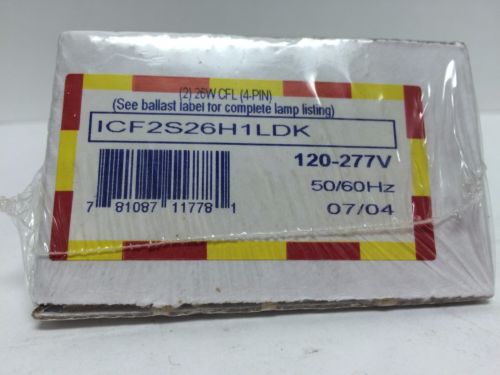 (2) 26W CFL (4-PIN)
(See ballast label for complete lamp listing)
ICF2S26H1LDK
120-277V
50/60Hz
7 81087 11778 1
07/04